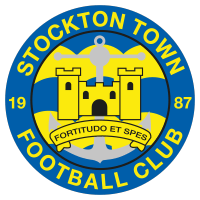 STOCKTON TOWN
19 87
FORTITUDO ET SPES
FOOTBALL CLUB